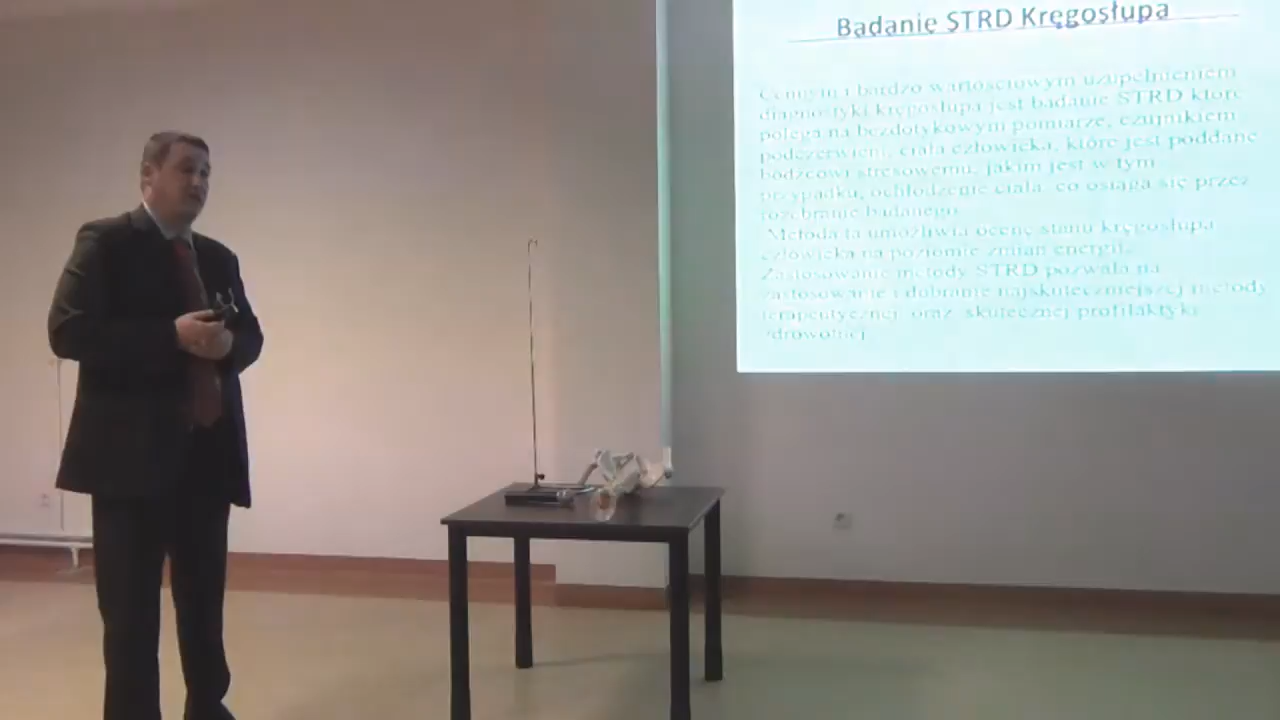 Badanie STRD Kręgosłupa
Cennym i bardzo wartościowym uzupełnieniem
diagnostyki kręgosłupa jest badanie STRD które
polega na bezdotykowym pomiarze, czujnikiem
podczerwieni, ciała człowieka, które jest poddane
bodźcowi stresowemu, jakim jest w tym
przypadku, ochłodzenie ciała, co osiąga się przez
rozebranie badanego.
Metoda ta umożliwia ocenę stanu kręgosłupa
człowieka na poziomie zmian energii.
Zastosowanie metody STRD pozwala na
zastosowanie i dobranie najskuteczniejszej metody
terapeutycznej oraz skutecznej profilaktyki
zdrowotnej